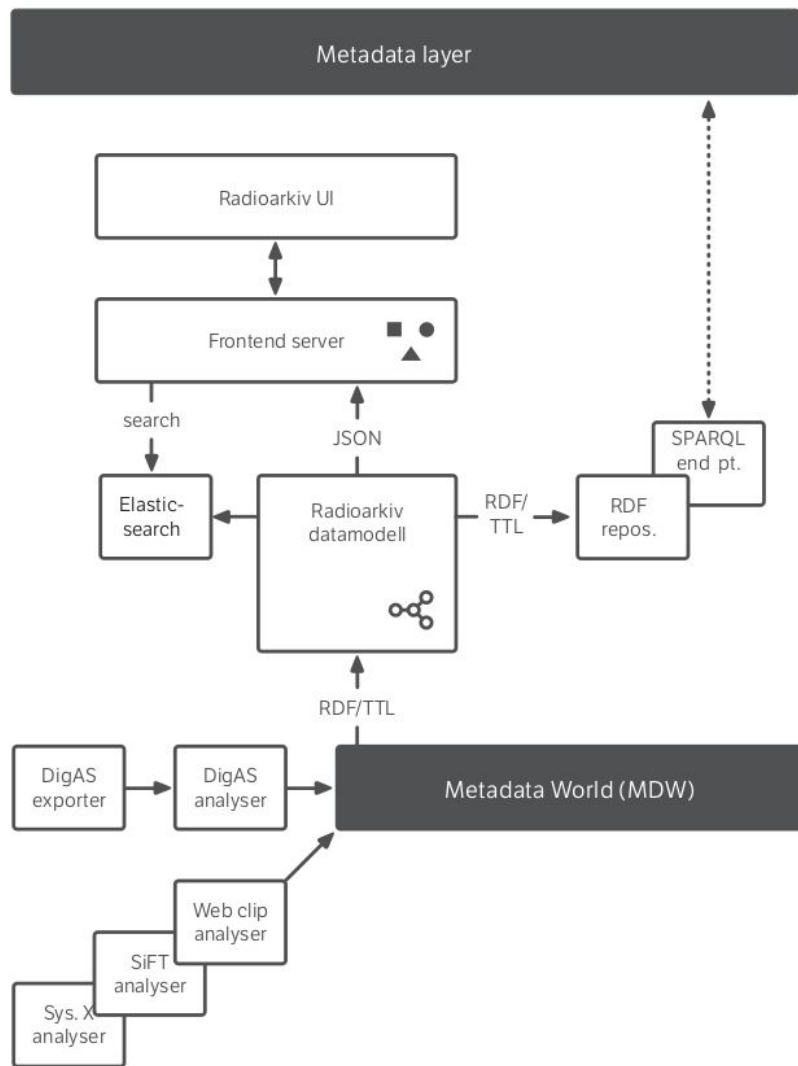 Metadata layer
Radioarkiv UI
Frontend server
search
JSON
SPARQL
end pt.
Elastic-
search
Radioarkiv
datamodell
RDF/
TTL
RDF
repos.
RDF/TTL
DigAS
exporter
DigAS
analyser
Metadata World (MDW)
Web clip
analyser
SiFT
analyser
Sys. X
analyser